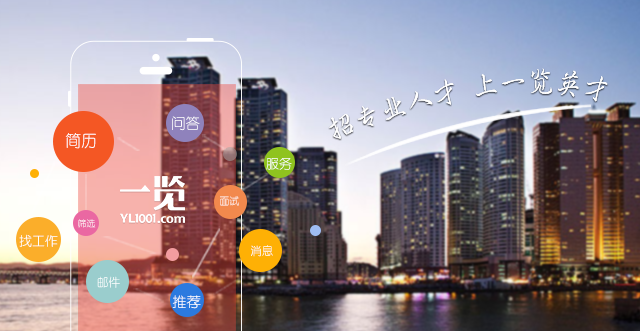 招专业人才 上一览英才
问答
简历
服务
一览
面试
YL1001.com
筛选
找工作
消息
邮件
推荐